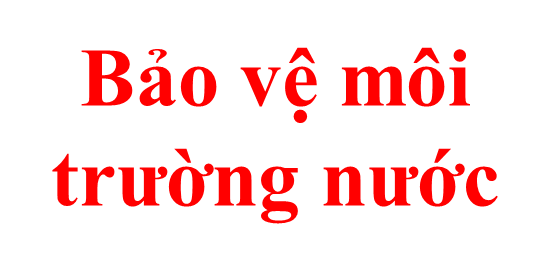 Bảo vệ môi
trường nước